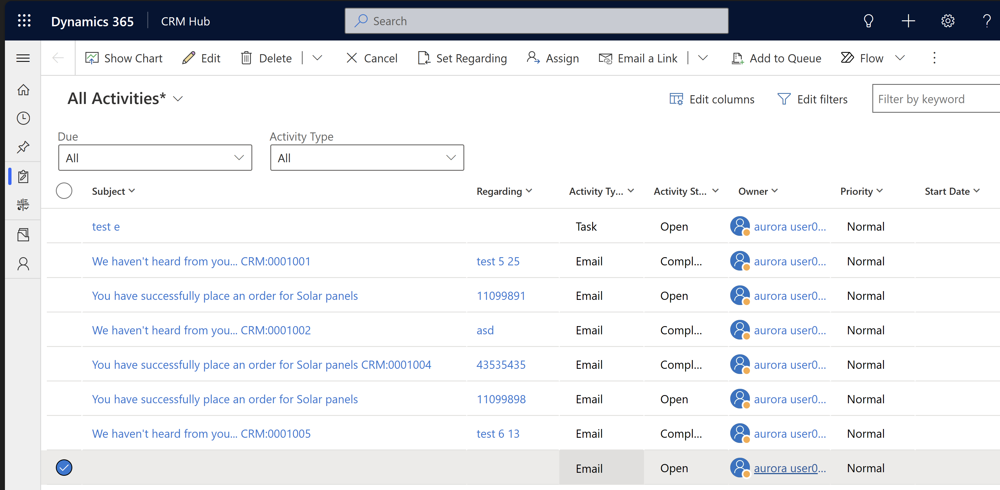 Dynamics 365 CRM Hub Search
Show Chart Edit Delete Cancel Set Regarding Assign Email a Link Add to Queue Flow
All Activities* Edit columns Edit filters Filter by keyword
Due Activity Type
All All
Subject Regarding Activity Ty... Activity St... Owner Priority Start Date
test e Task Open aurora user0... Normal
We haven't heard from you... CRM:0001001 test 5 25 Email Compl... aurora user0... Normal
You have successfully place an order for Solar panels 11099891 Email Open aurora user0... Normal
We haven't heard from you... CRM:0001002 asd Email Compl... aurora user0... Normal
You have successfully place an order for Solar panels CRM:0001004 43535435 Email Compl... aurora user0... Normal
You have successfully place an order for Solar panels 11099898 Email Open aurora user0... Normal
We haven't heard from you... CRM:0001005 test 6 13 Email Compl... aurora user0... Normal
Email Open aurora user0... Normal